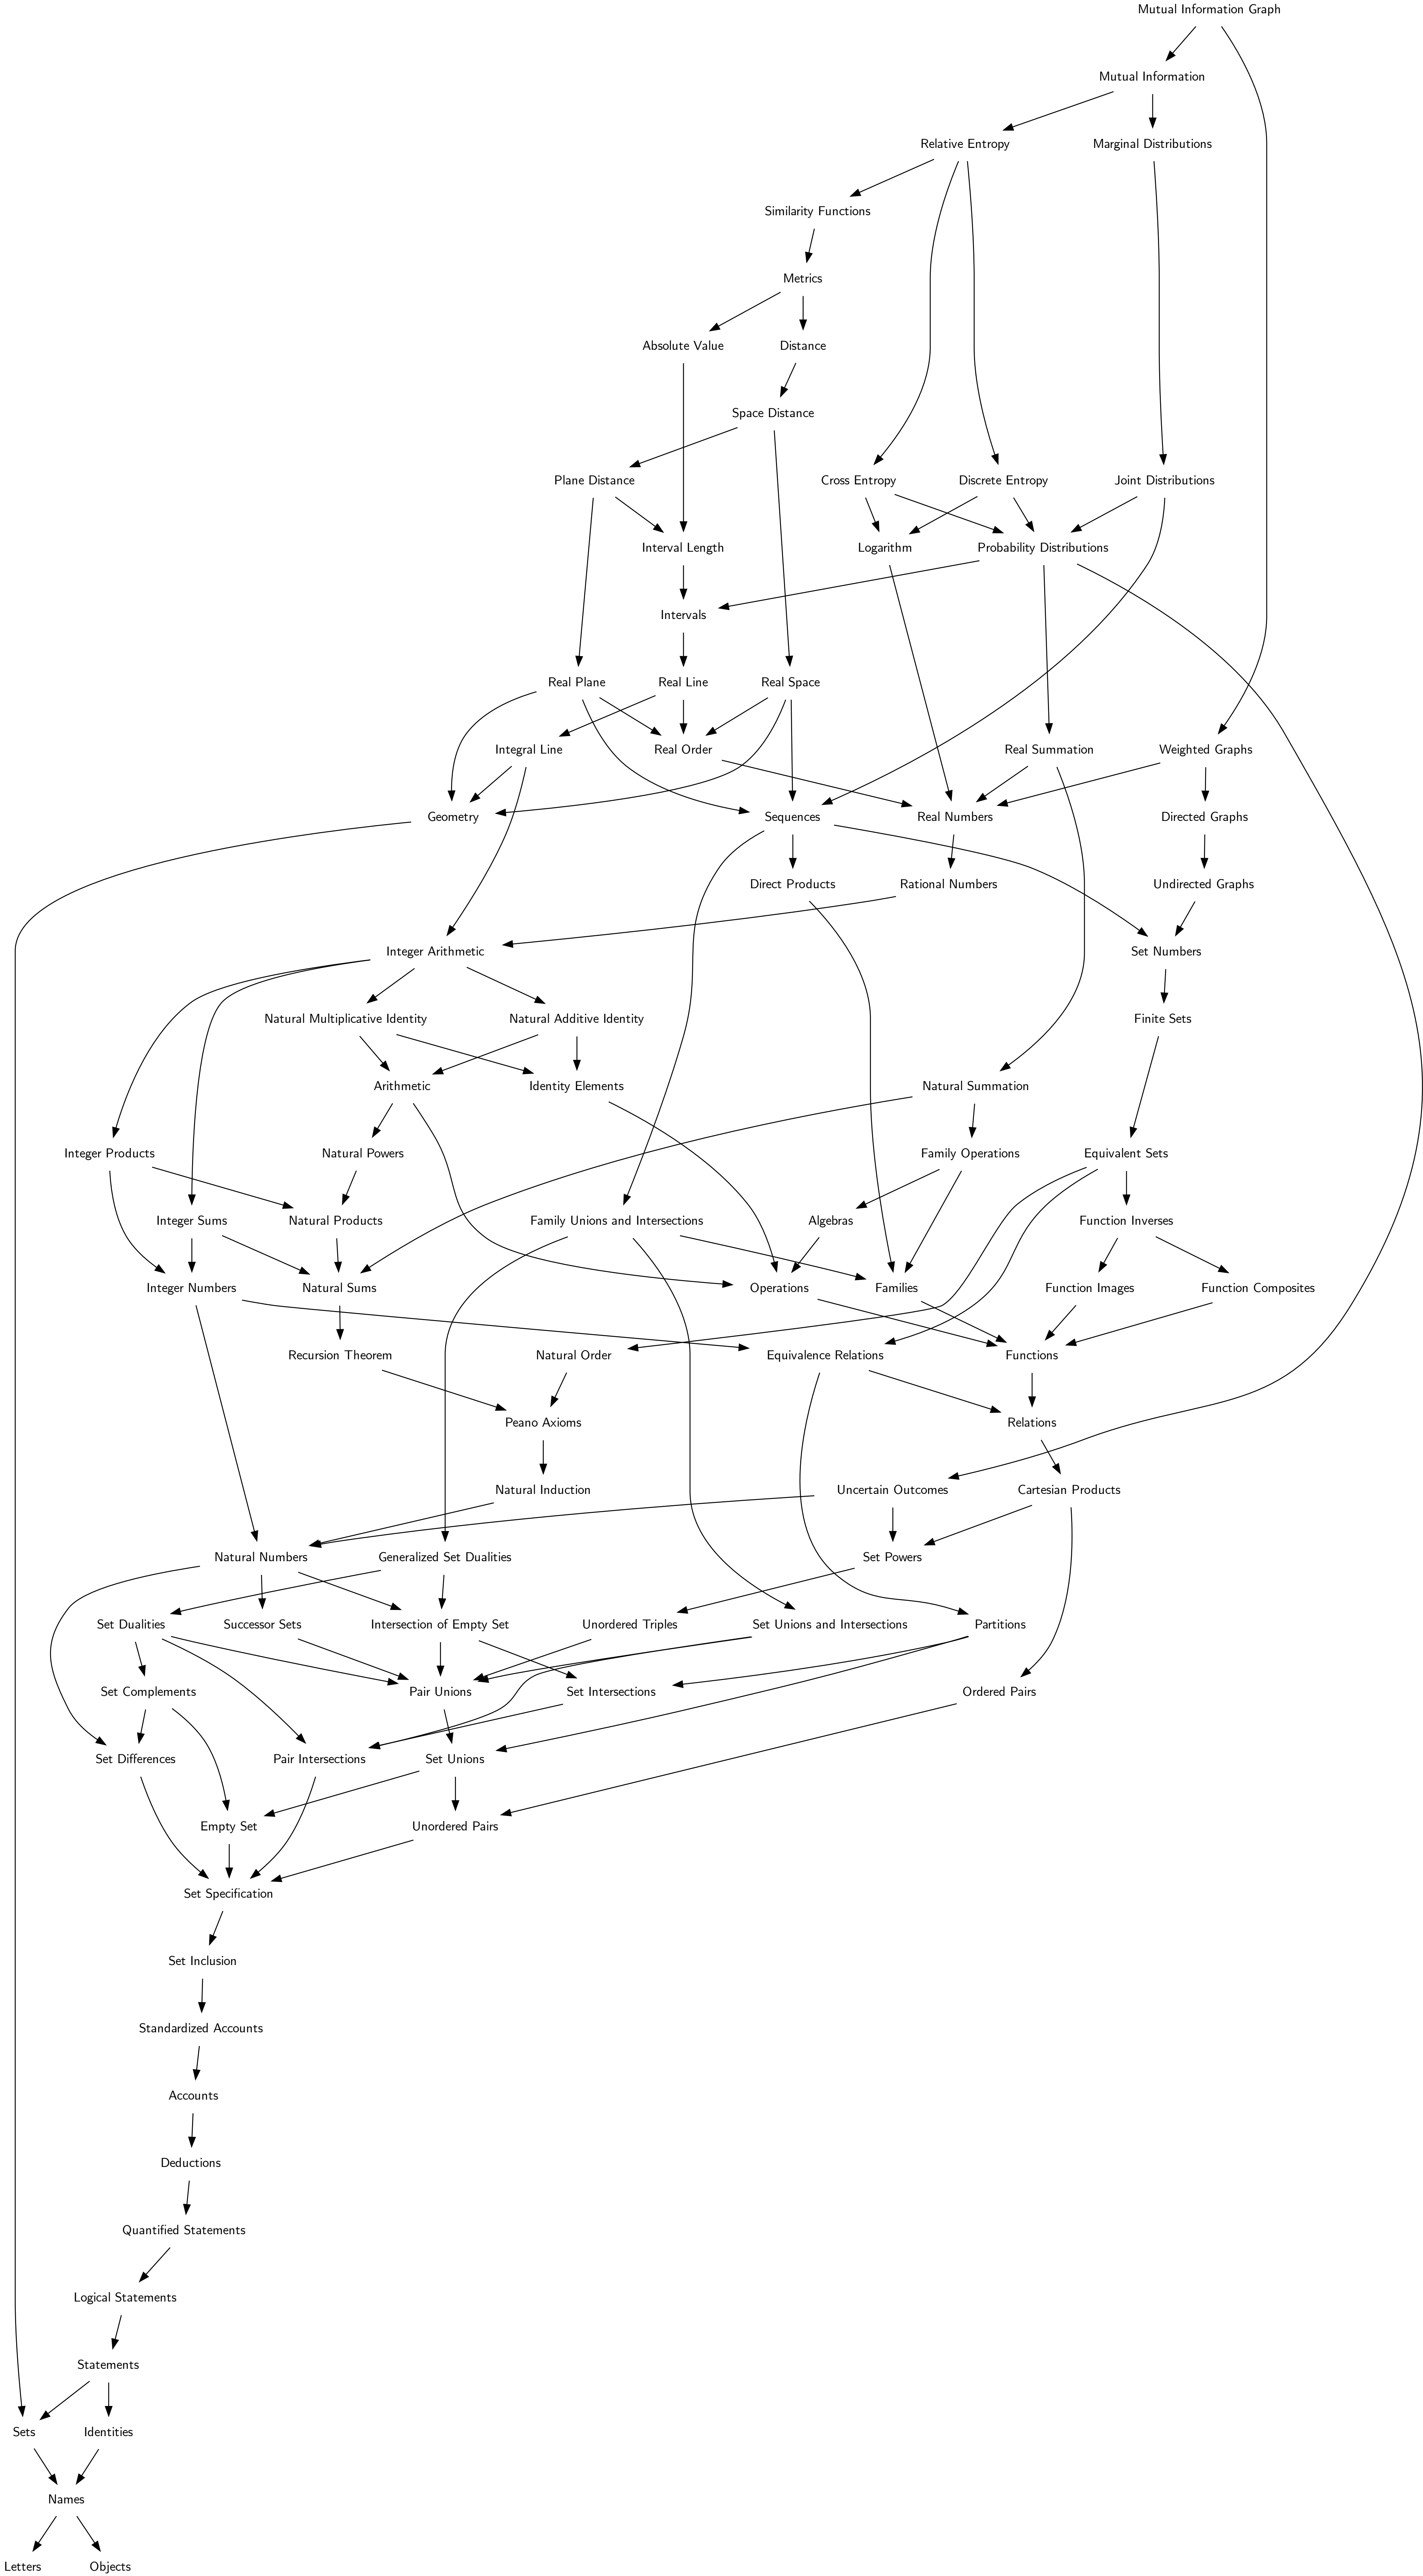 Mutual Information Graph
Mutual Information
Relative Entropy
Marginal Distributions
Similarity Functions
Metrics
Absolute Value
Distance
Space Distance
Plane Distance
Cross Entropy
Discrete Entropy
Joint Distributions
Interval Length
Logarithm
Probability Distributions
Intervals
Real Plane
Real Line
Real Space
Integral Line
Real Order
Real Summation
Weighted Graphs
Geometry
Sequences
Real Numbers
Directed Graphs
Direct Products
Rational Numbers
Undirected Graphs
Integer Arithmetic
Set Numbers
Natural Multiplicative Identity
Natural Additive Identity
Finite Sets
Arithmetic
Identity Elements
Natural Summation
Integer Products
Natural Powers
Family Operations
Equivalent Sets
Integer Sums
Natural Products
Family Unions and Intersections
Algebras
Function Inverses
Integer Numbers
Natural Sums
Operations
Families
Function Images
Function Composites
Recursion Theorem
Natural Order
Equivalence Relations
Functions
Peano Axioms
Relations
Natural Induction
Uncertain Outcomes
Cartesian Products
Natural Numbers
Generalized Set Dualities
Set Powers
Set Dualities
Successor Sets
Intersection of Empty Set
Unordered Triples
Set Unions and Intersections
Partitions
Set Complements
Pair Unions
Set Intersections
Ordered Pairs
Set Differences
Pair Intersections
Set Unions
Empty Set
Unordered Pairs
Set Specification
Set Inclusion
Standardized Accounts
Accounts
Deductions
Quantified Statements
Logical Statements
Statements
Sets
Identities
Names
Letters
Objects